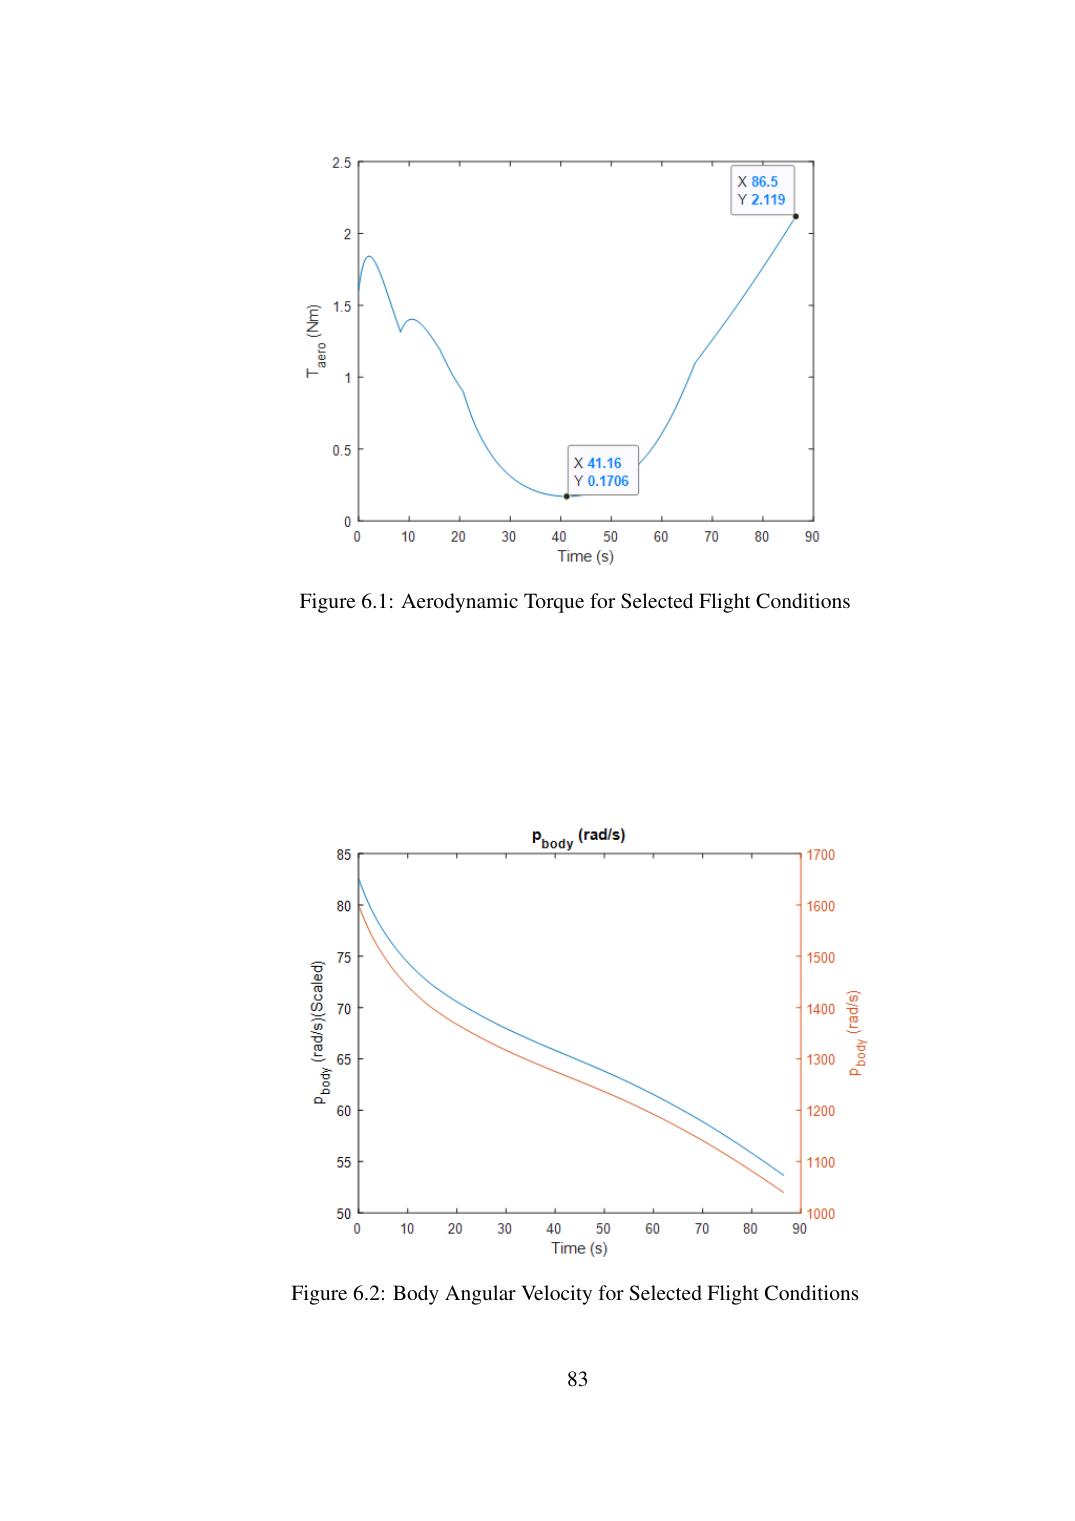 2.5
2
1.5
1
0.5
0
T aero (Nm)
X 86.5
Y 2.119
X 41.16
Y 0.1706
0 10 20 30 40 50 60 70 80 90
Time (s)
Figure 6.1: Aerodynamic Torque for Selected Flight Conditions
p body (rad/s)
85
80
75
70
65
60
55
50
p body (rad/s)(Scaled)
1700
1600
1500
1400
1300
1200
1100
1000
p body (rad/s)
0 10 20 30 40 50 60 70 80 90
Time (s)
Figure 6.2: Body Angular Velocity for Selected Flight Conditions
83